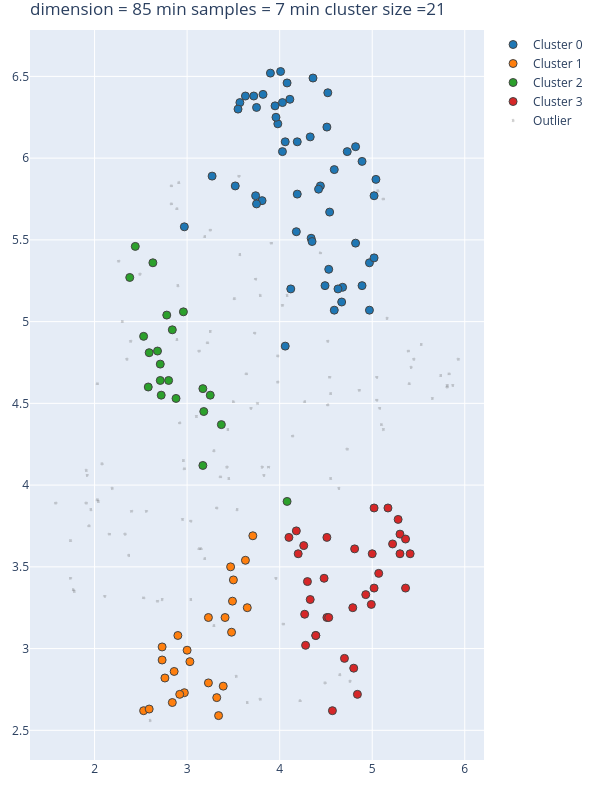 dimension = 85 min samples = 7 min cluster size =21
Cluster 0
Cluster 1
Cluster 2
Cluster 3
Outlier
6.5
6
5.5
5
4.5
4
3.5
3
2.5
2 3 4 5 6